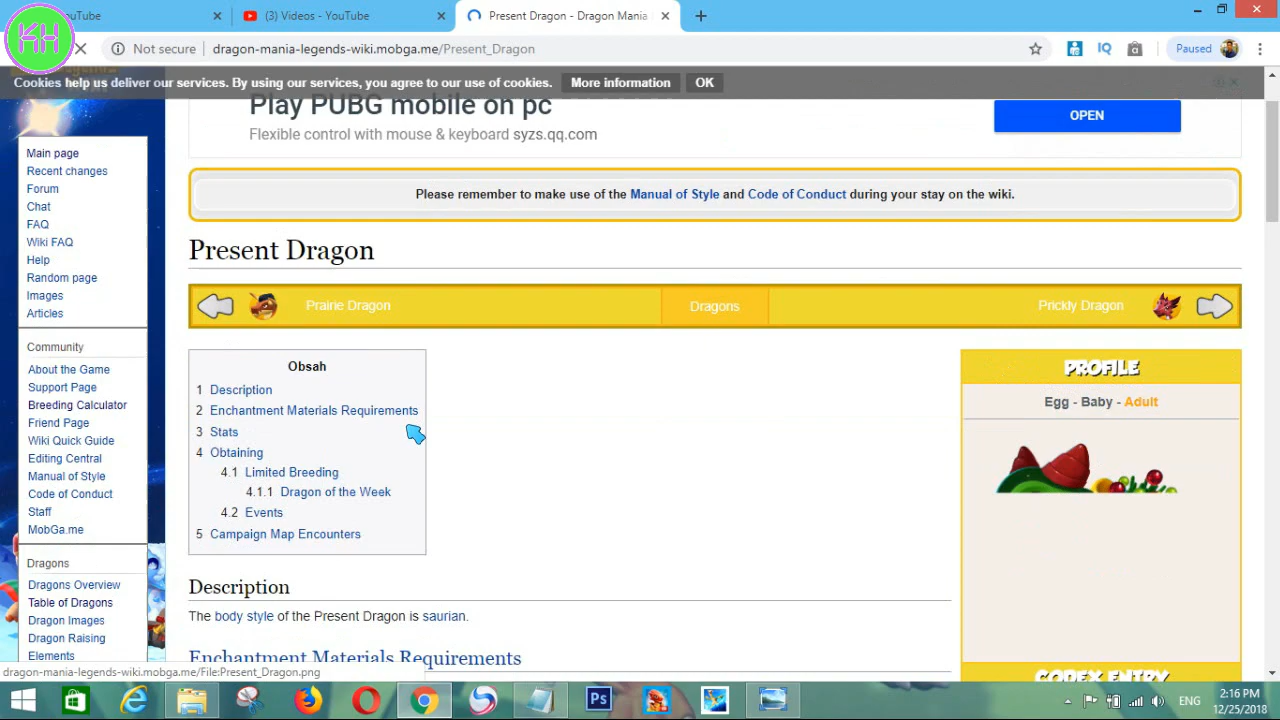 KH
uTube
(3) Videos - YouTube
Present Dragon - Dragon Mania
Not secure
dragon-mania-legends-wiki.mobga.me/Present_Dragon
IQ
Paused
Cookies help us deliver our services. By using our services, you agree to our use of cookies. More information OK
Play PUBG mobile on pc
Flexible control with mouse & keyboard syzs.qq.com
OPEN
Please remember to make use of the Manual of Style and Code of Conduct during your stay on the wiki.
Main page
Recent changes
Forum
Chat
FAQ
Wiki FAQ
Help
Random page
Images
Articles
Community
About the Game
Support Page
Breeding Calculator
Friend Page
Wiki Quick Guide
Editing Central
Manual of Style
Code of Conduct
Staff
MobGa.me
Dragons
Dragons Overview
Table of Dragons
Dragon Images
Dragon Raising
Elements
Present Dragon
Prairie Dragon
Dragons
Prickly Dragon
Obsah
1 Description
2 Enchantment Materials Requirements
3 Stats
4 Obtaining
4.1 Limited Breeding
4.1.1 Dragon of the Week
4.2 Events
5 Campaign Map Encounters
PROFILE
Egg - Baby - Adult
Description
The body style of the Present Dragon is saurian.
Enchantment Materials Requirements
CODEX ENTRY
dragon-mania-legends-wiki.mobga.me/File:Present_Dragon.png
Ps
ENG
2:16 PM
12/25/2018